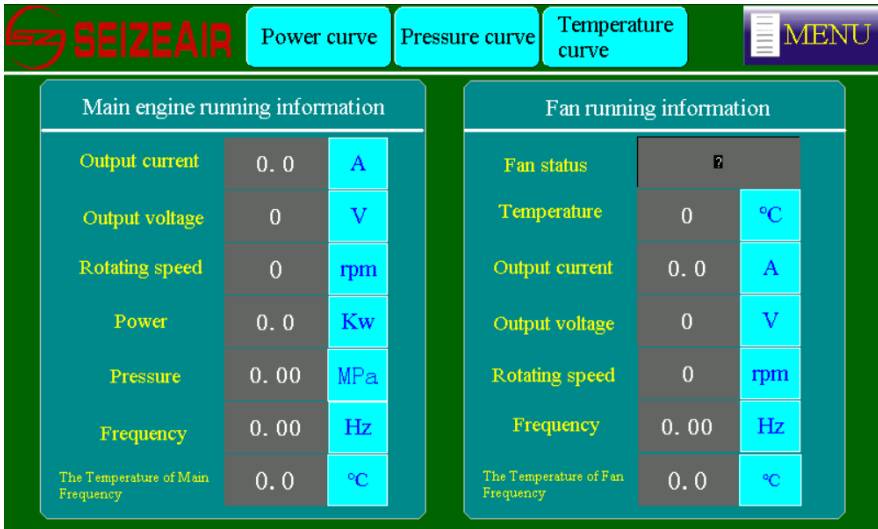 SEIZEAIR
Power curve
Pressure curve
Temperature
curve
MENU
Main engine running information
Output current 0.0 A
Output voltage 0 V
Rotating speed 0 rpm
Power 0.0 Kw
Pressure 0.00 MPa
Frequency 0.00 Hz
The Temperature of Main
Frequency
0.0 °C
Fan running information
Fan status ?
Temperature 0 °C
Output current 0.0 A
Output voltage 0 V
Rotating speed 0 rpm
Frequency 0.00 Hz
The Temperature of Fan
Frequency
0.0 °C